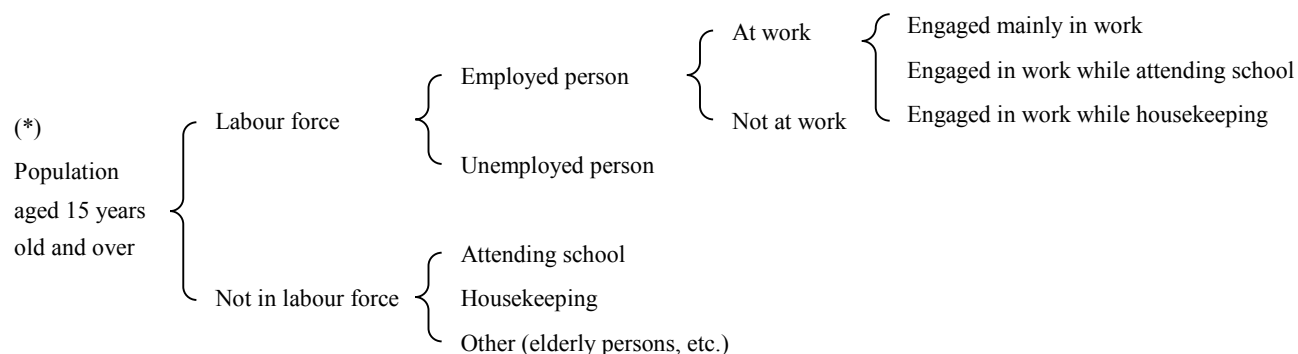 (*)
Population
aged 15 years
old and over
Labour force
Employed person
At work
Engaged mainly in work
Engaged in work while attending school
Engaged in work while housekeeping
Not at work
Unemployed person
Not in labour force
Attending school
Housekeeping
Other (elderly persons, etc.)